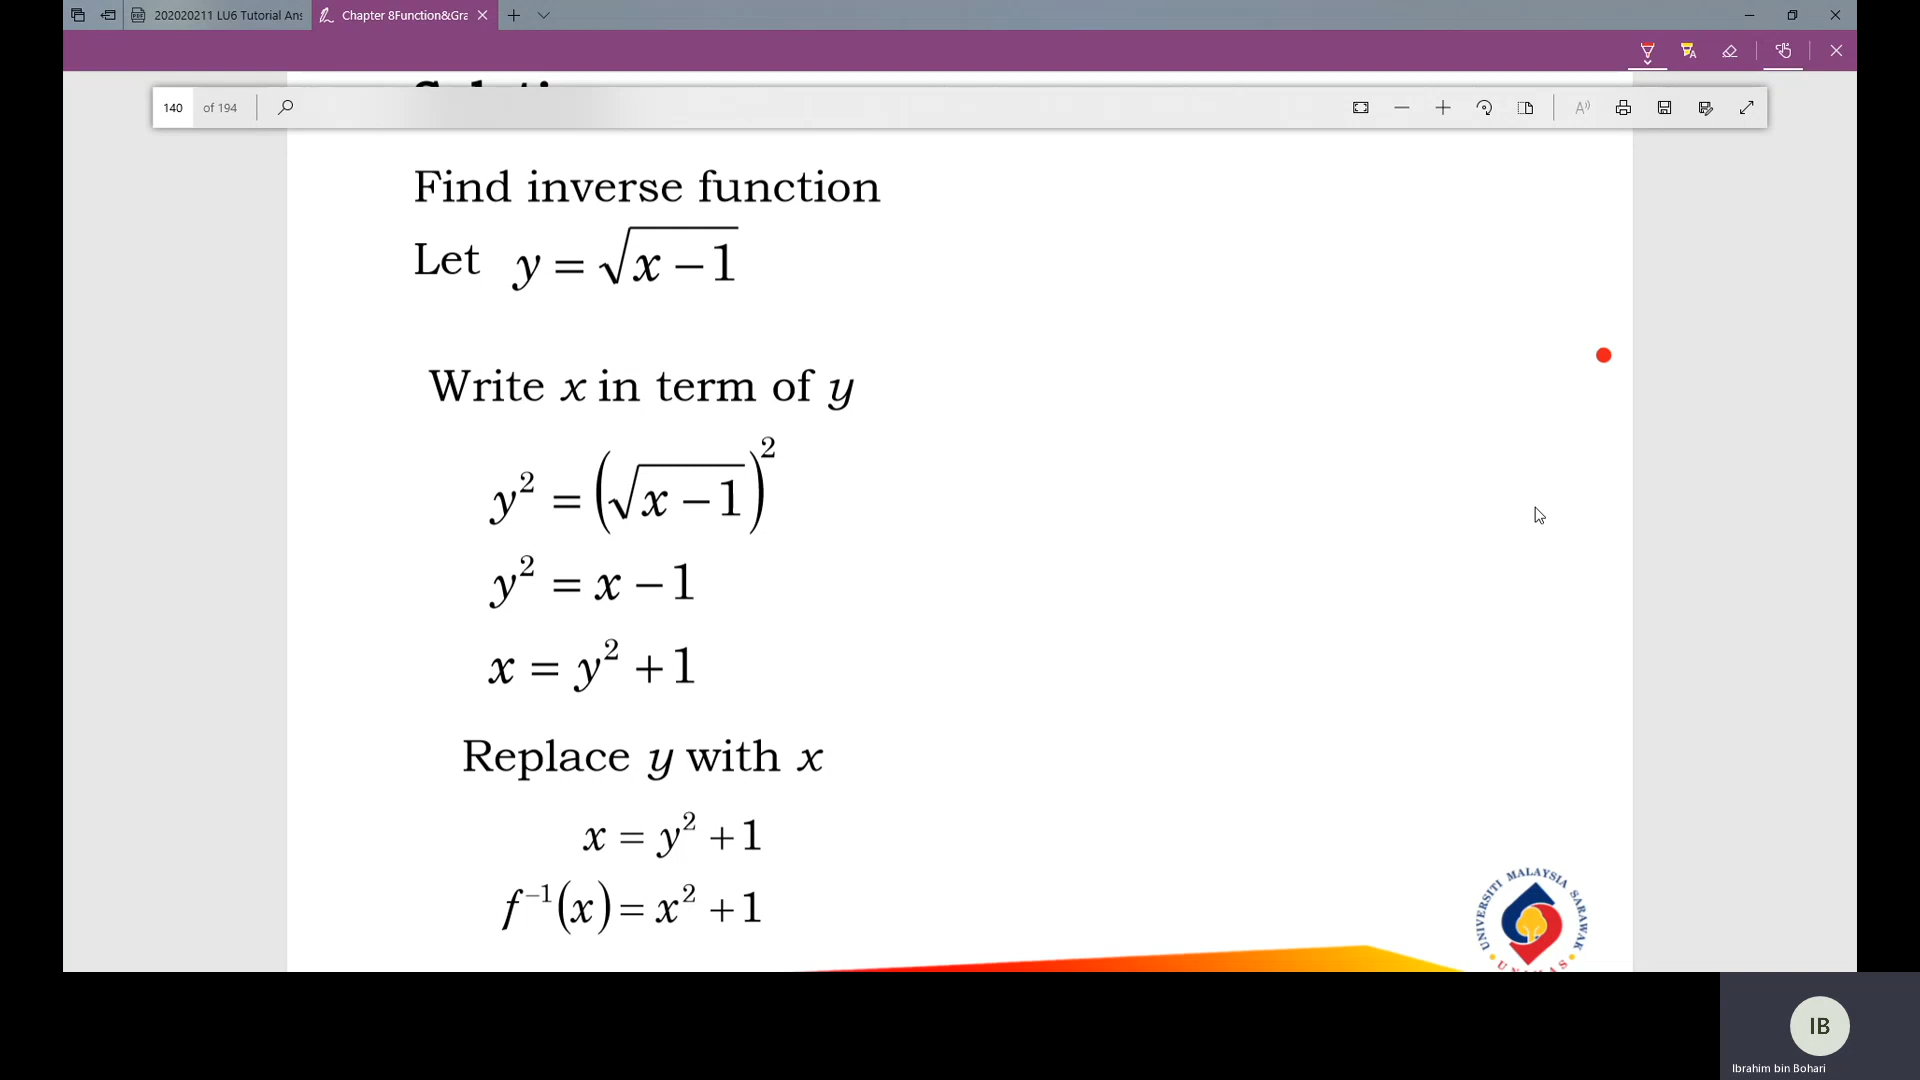 202020211 LU6 Tutorial Ans
Chapter 8Function&Gra
140 of 194
Find inverse function
Let y = √(x − 1)
Write x in term of y
y² = (√(x − 1))²
y² = x − 1
x = y² + 1
Replace y with x
x = y² + 1
f⁻¹(x) = x² + 1
UNIVERSITI MALAYSIA SARAWAK
IB
Ibrahim bin Bohari